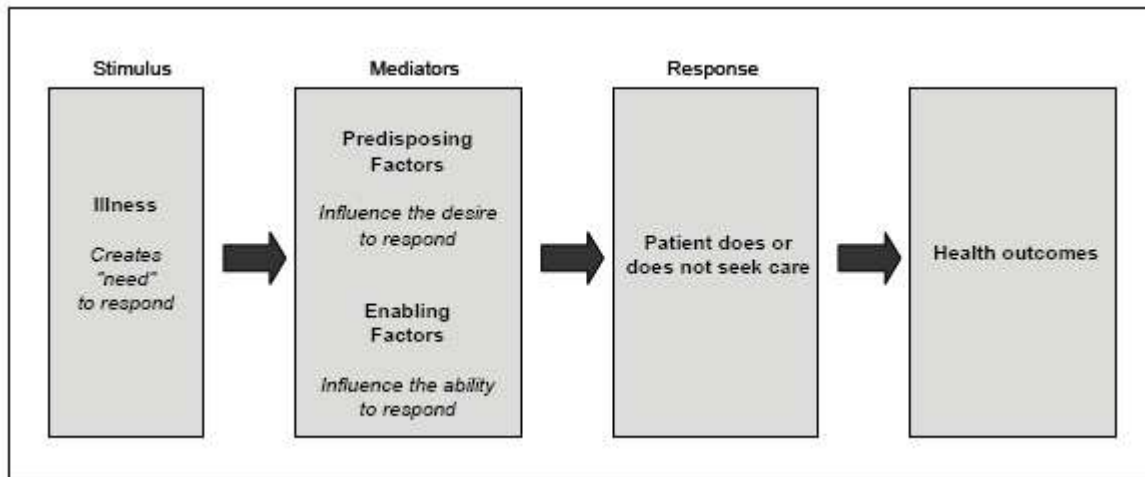 Stimulus
Mediators
Response
Illness
Creates
"need"
to respond
Predisposing
Factors
Influence the desire
to respond
Enabling
Factors
Influence the ability
to respond
Patient does or
does not seek care
Health outcomes